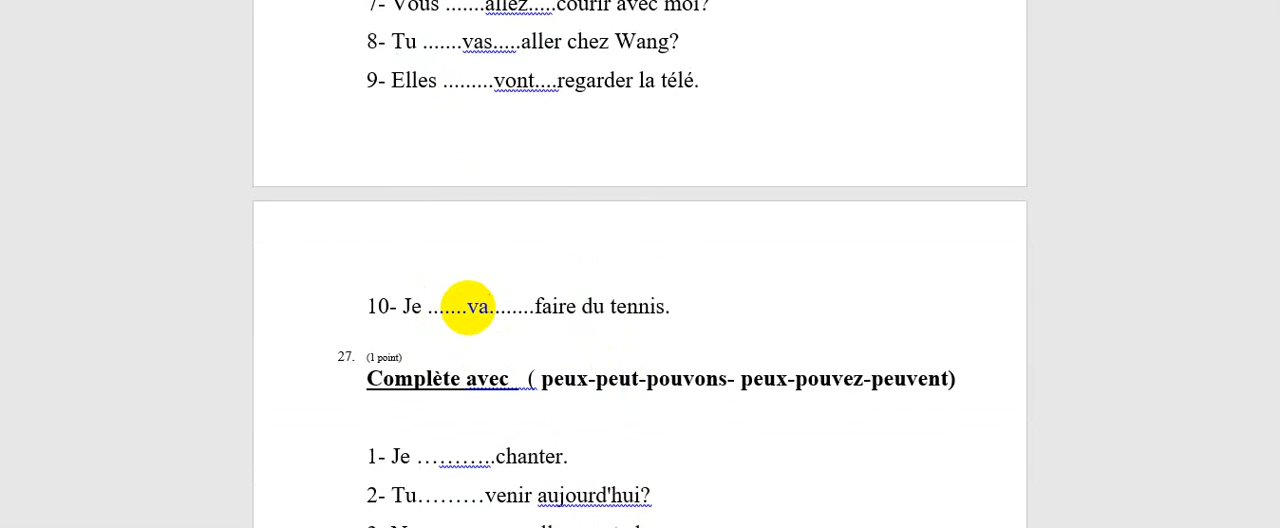 7- Vous .......allez.....courir avec moi?
8- Tu .......vas.....aller chez Wang?
9- Elles .........vont....regarder la télé.
10- Je .......va........faire du tennis.
27. (1 point)
Complète avec ( peux-peut-pouvons- peux-pouvez-peuvent)
1- Je ………..chanter.
2- Tu………venir aujourd'hui?